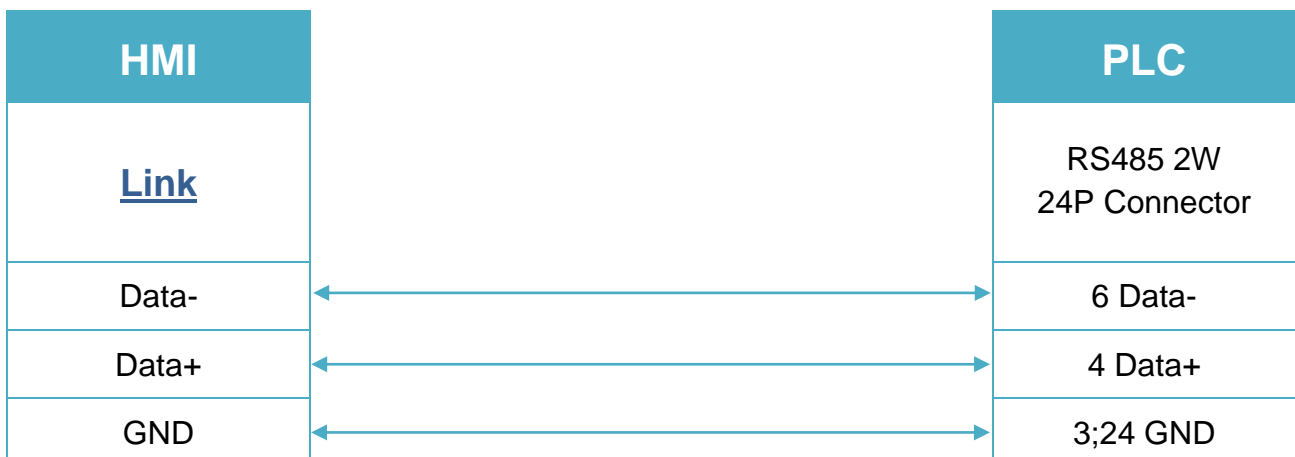 HMI
PLC
Link
RS485 2W
24P Connector
Data-
6 Data-
Data+
4 Data+
GND
3;24 GND